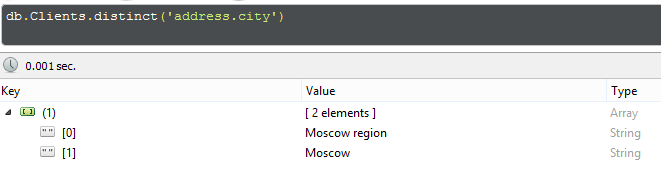 db.Clients.distinct('address.city')
0.001 sec.
Key Value Type
(1) [ 2 elements ] Array
[0] Moscow region String
[1] Moscow String